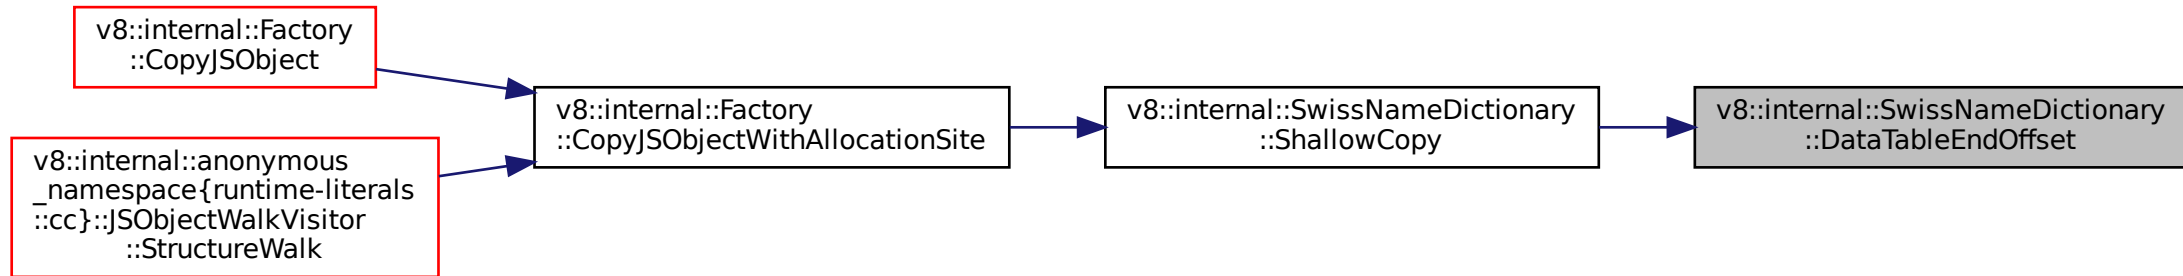 v8::internal::Factory
::CopyJSObject
v8::internal::anonymous
_namespace{runtime-literals
::cc}::JSObjectWalkVisitor
::StructureWalk
v8::internal::Factory
::CopyJSObjectWithAllocationSite
v8::internal::SwissNameDictionary
::ShallowCopy
v8::internal::SwissNameDictionary
::DataTableEndOffset